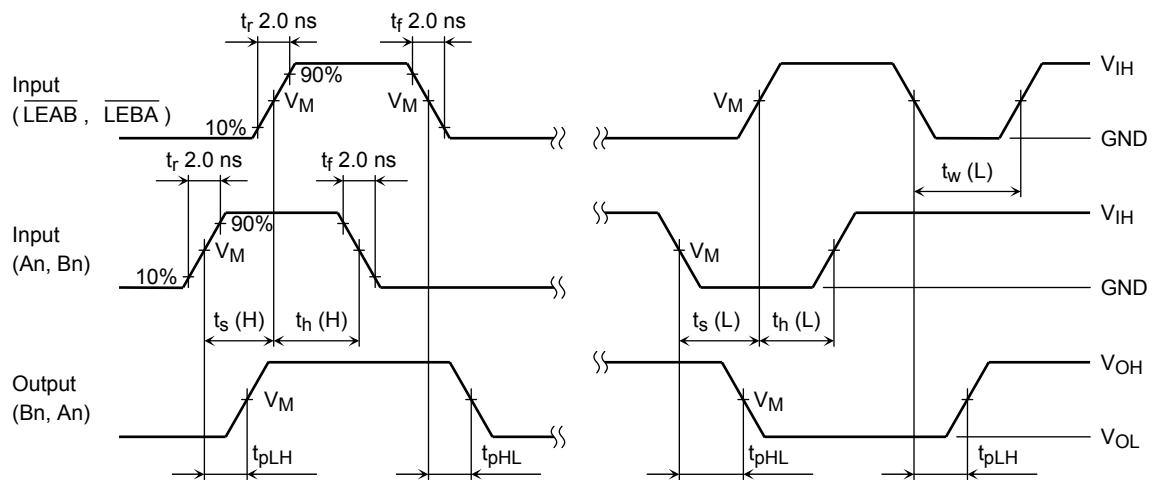 tr 2.0 ns
tf 2.0 ns
Input
(LEAB, LEBA)
90%
VM
VM
10%
VM
VIH
GND
tr 2.0 ns
tf 2.0 ns
tw (L)
Input
(An, Bn)
90%
VM
10%
VM
VIH
GND
ts (H)
th (H)
ts (L)
th (L)
Output
(Bn, An)
VM
VM
VOH
VOL
tpLH
tpHL
tpHL
tpLH